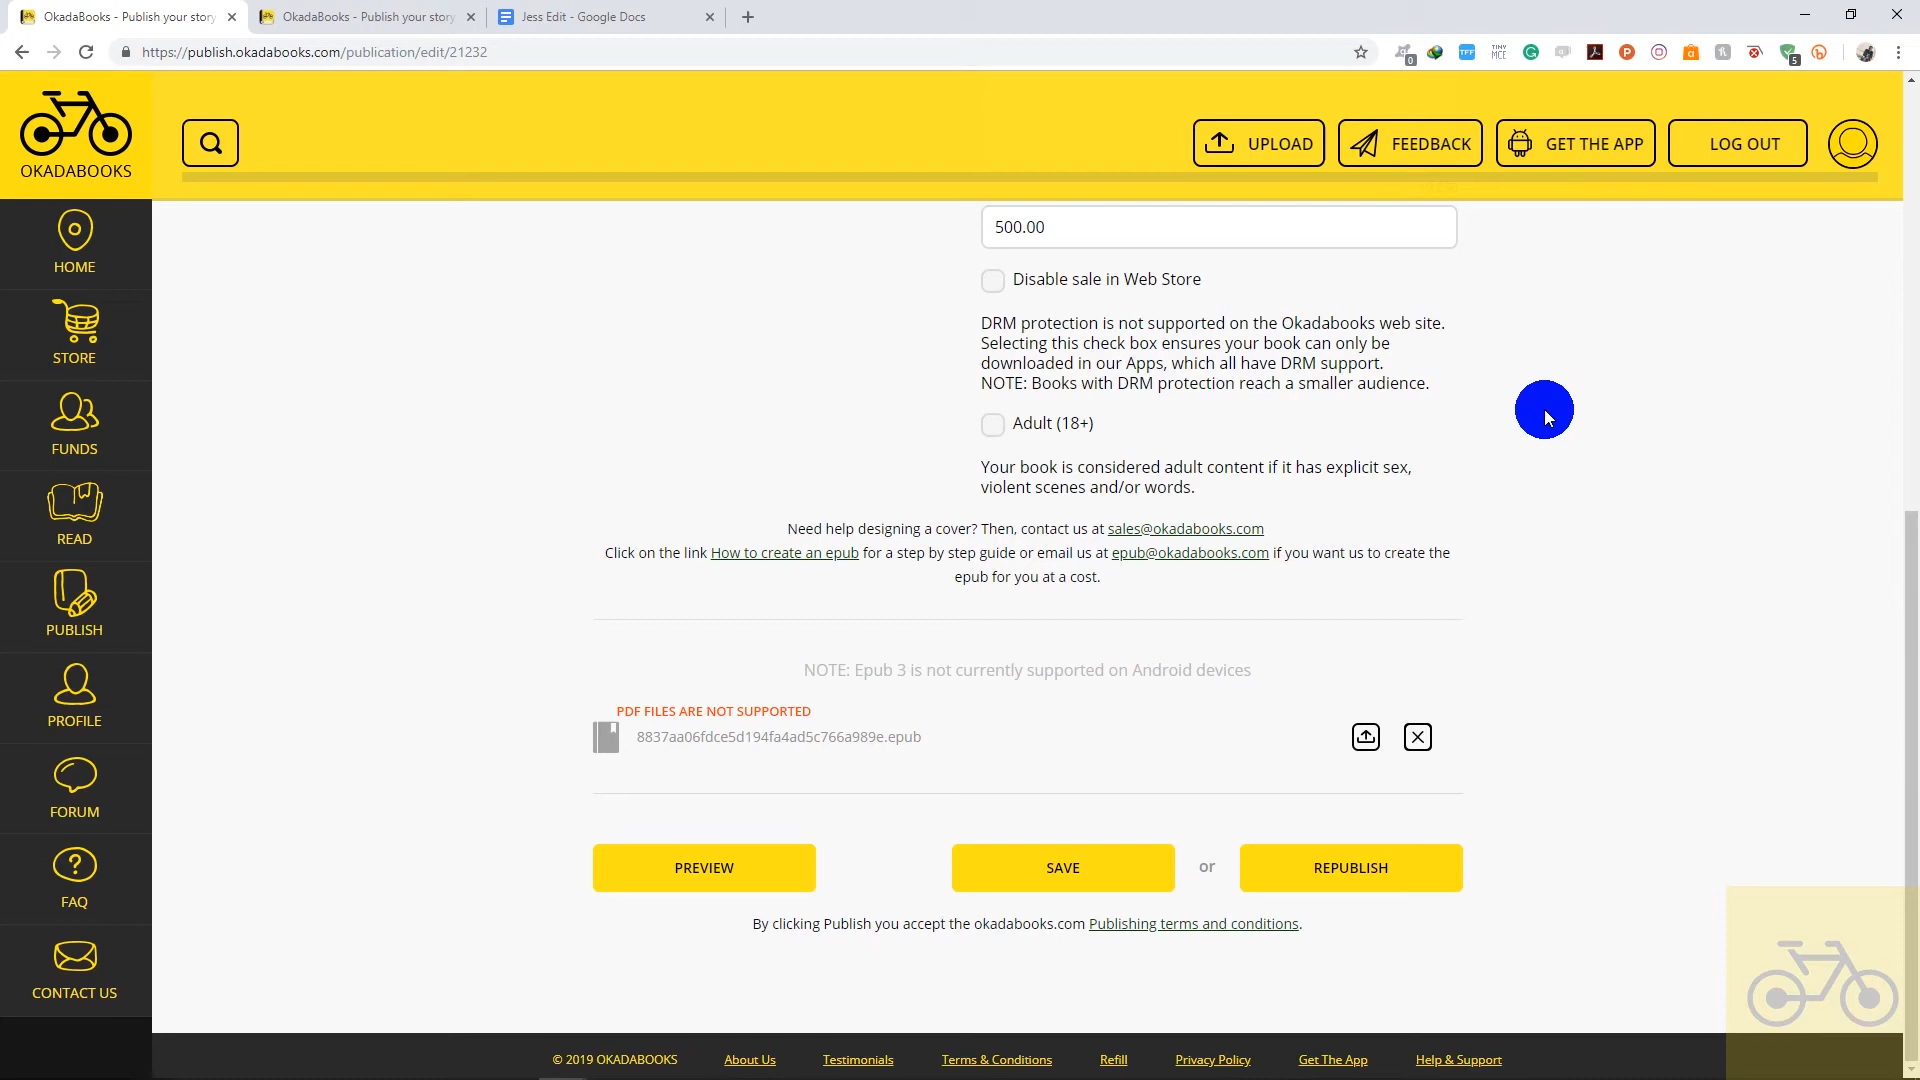 OkadaBooks - Publish your story
OkadaBooks - Publish your story
Jess Edit - Google Docs
https://publish.okadabooks.com/publication/edit/21232
0
TFF
TINY
MCE
5
OKADABOOKS
UPLOAD
FEEDBACK
GET THE APP
LOG OUT
HOME
STORE
FUNDS
READ
PUBLISH
PROFILE
FORUM
FAQ
CONTACT US
500.00
Disable sale in Web Store
DRM protection is not supported on the Okadabooks web site.
Selecting this check box ensures your book can only be
downloaded in our Apps, which all have DRM support.
NOTE: Books with DRM protection reach a smaller audience.
Adult (18+)
Your book is considered adult content if it has explicit sex,
violent scenes and/or words.
Need help designing a cover? Then, contact us at sales@okadabooks.com
Click on the link How to create an epub for a step by step guide or email us at epub@okadabooks.com if you want us to create the
epub for you at a cost.
NOTE: Epub 3 is not currently supported on Android devices
PDF FILES ARE NOT SUPPORTED
8837aa06fdce5d194fa4ad5c766a989e.epub
PREVIEW
SAVE
or
REPUBLISH
By clicking Publish you accept the okadabooks.com Publishing terms and conditions.
© 2019 OKADABOOKS
About Us
Testimonials
Terms & Conditions
Refill
Privacy Policy
Get The App
Help & Support